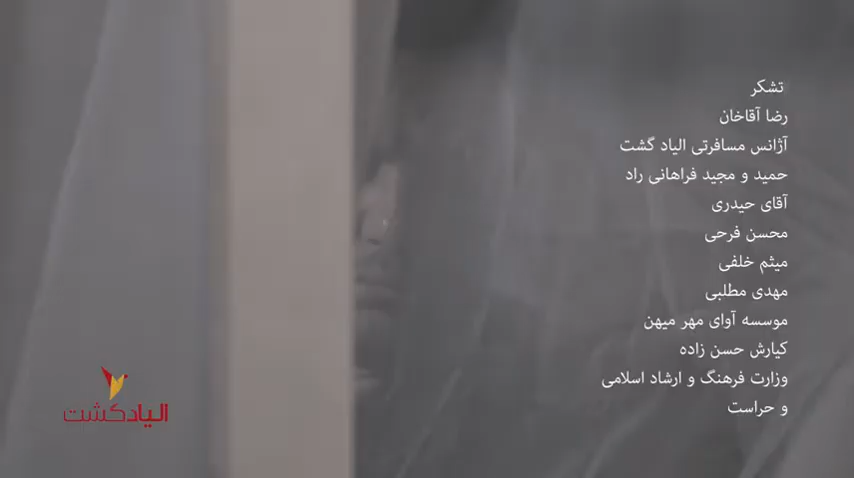 تشکر
رضا آقاخان
آژانس مسافرتی الیاد گشت
حمید و مجید فراهانی راد
آقای حیدری
محسن فرحی
میثم خلفی
مهدی مطلبی
موسسه آوای مهر میهن
کیارش حسن زاده
وزارت فرهنگ و ارشاد اسلامی
و حراست
الیادگشت